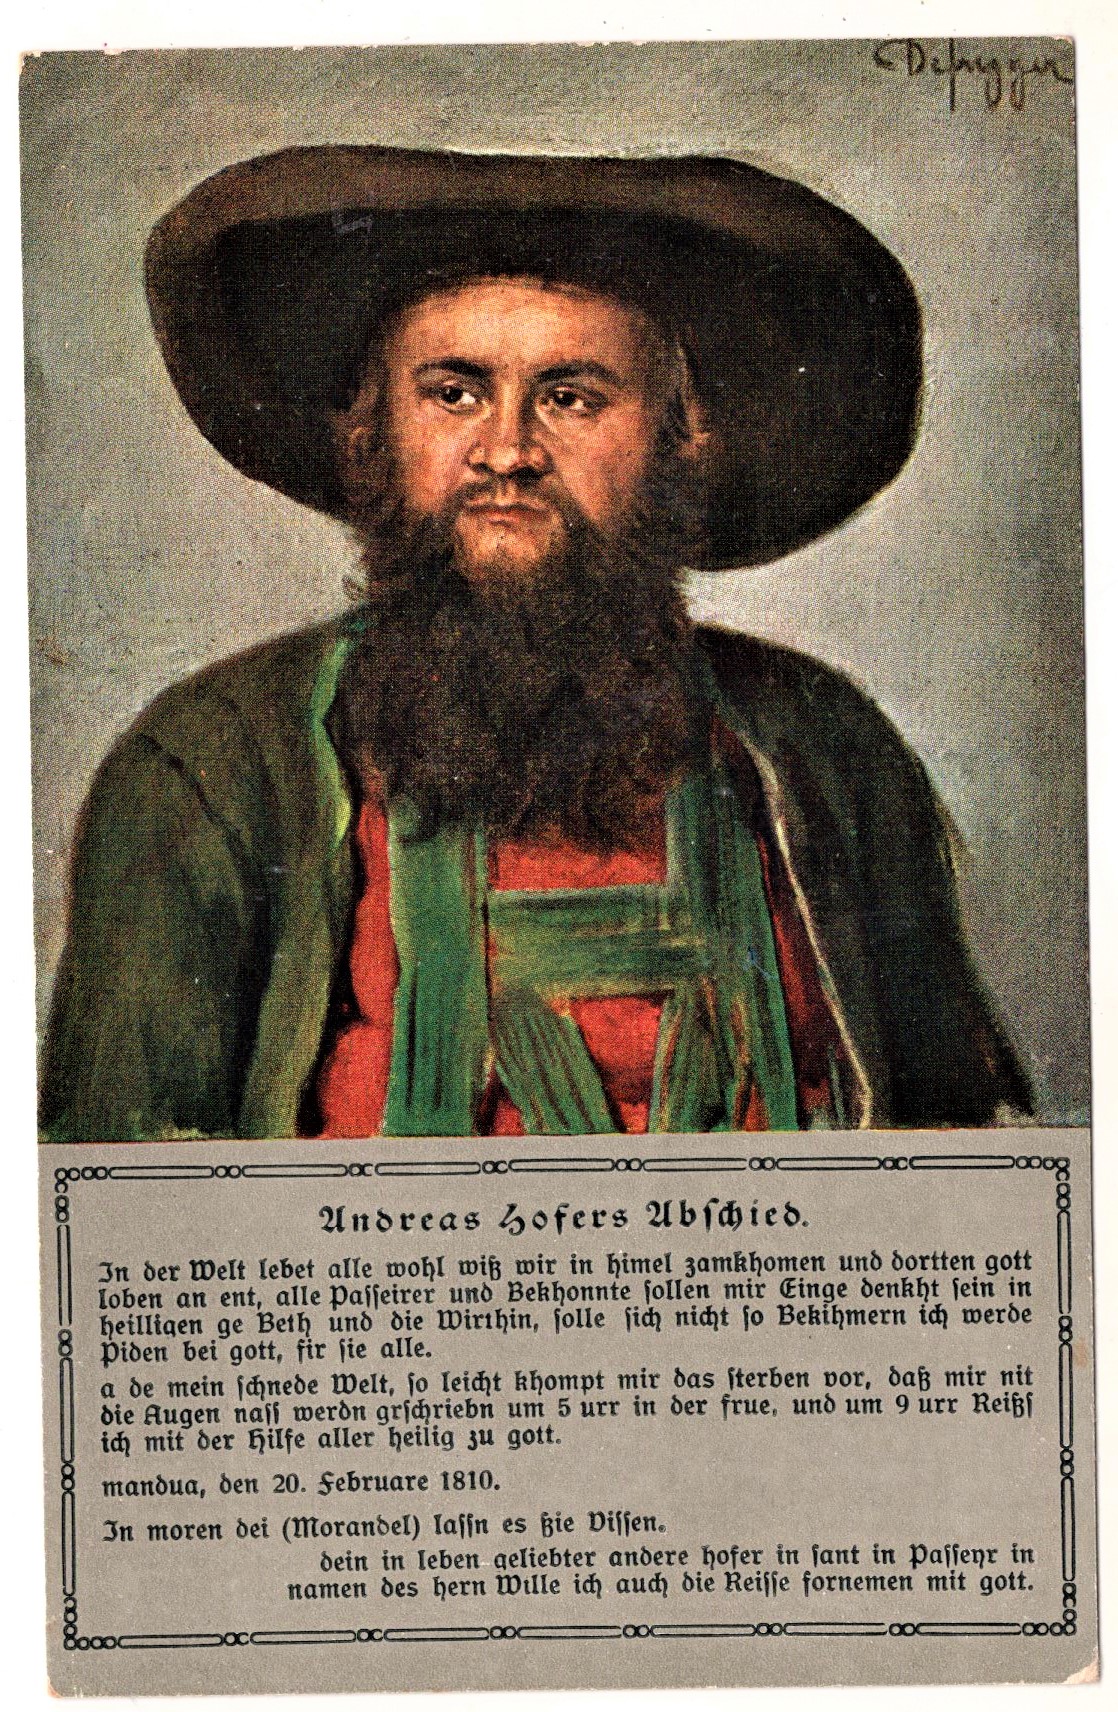 Defregger
Andreas Hofers Abschied.
In der Welt lebet alle wohl wiß wir in himel zamkhomen und dortten gott
loben an ent, alle Passeirer und Bekhonnte sollen mir Einge denkht sein in
heilligen ge Beth und die Wirthin, solle sich nicht so Bekihmern ich werde
Piden bei gott, fir sie alle.
a de mein schnede Welt, so leicht khompt mir das sterben vor, daß mir nit
die Augen nass werdn grschriebn um 5 urr in der frue, und um 9 urr Reißs
ich mit der Hilfe aller heilig zu gott.
mandua, den 20. Februare 1810.
In moren dei (Morandel) lassn es ßie Vissen.
dein in leben geliebter andere hofer in sant in Passeyr in
namen des hern Wille ich auch die Reisse fornemen mit gott.